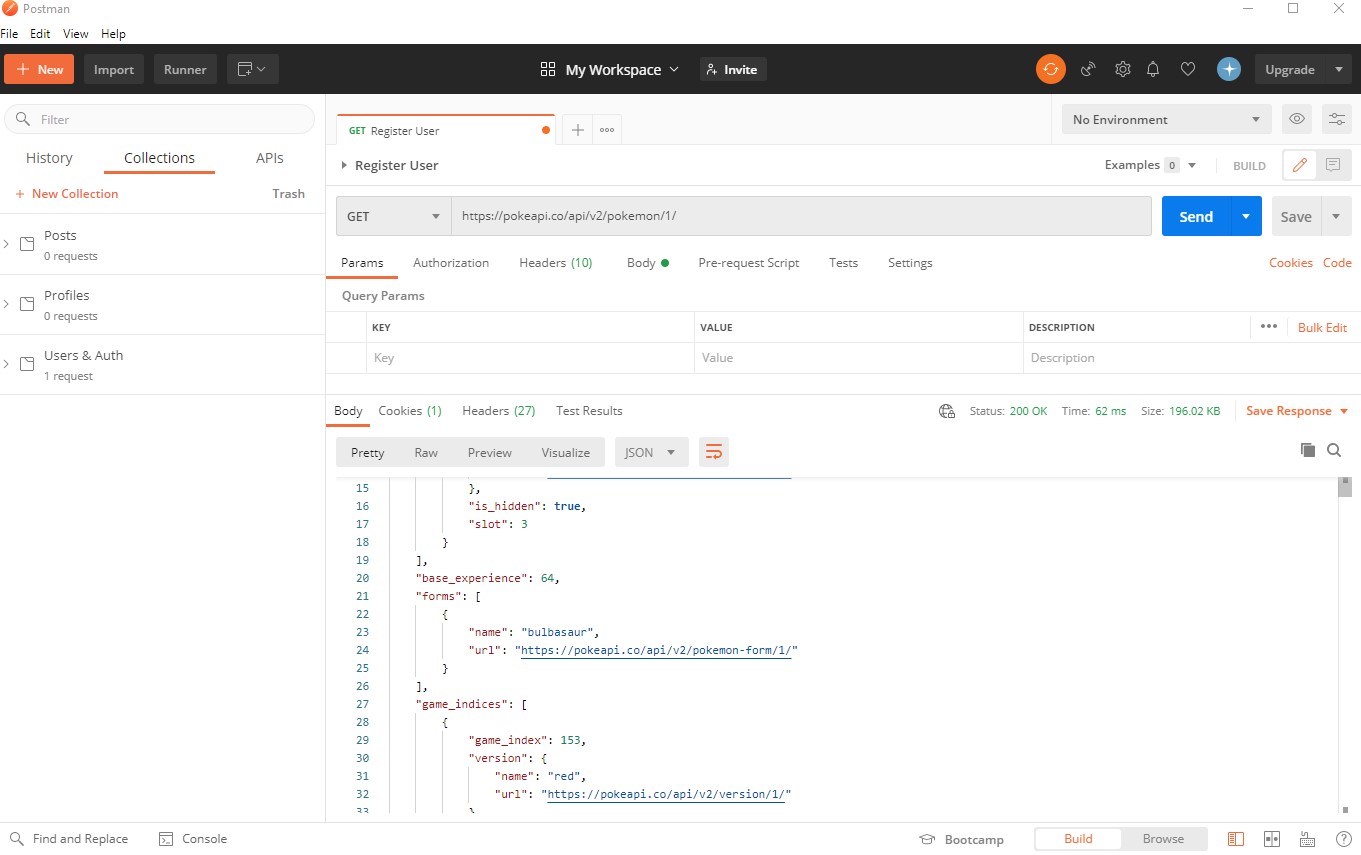 Postman
File Edit View Help
New Import Runner My Workspace Invite Upgrade
Filter
History Collections APIs
New Collection Trash
Posts
0 requests
Profiles
0 requests
Users & Auth
1 request
GET Register User
No Environment
Register User Examples 0 BUILD
GET https://pokeapi.co/api/v2/pokemon/1/ Send Save
Params Authorization Headers (10) Body Pre-request Script Tests Settings Cookies Code
Query Params
KEY VALUE DESCRIPTION Bulk Edit
Key Value Description
Body Cookies (1) Headers (27) Test Results Status: 200 OK Time: 62 ms Size: 196.02 KB Save Response
Pretty Raw Preview Visualize JSON
15 },
16 "is_hidden": true,
17 "slot": 3
18 }
19 ],
20 "base_experience": 64,
21 "forms": [
22 {
23 "name": "bulbasaur",
24 "url": "https://pokeapi.co/api/v2/pokemon-form/1/"
25 }
26 ],
27 "game_indices": [
28 {
29 "game_index": 153,
30 "version": {
31 "name": "red",
32 "url": "https://pokeapi.co/api/v2/version/1/"
33 }
Find and Replace Console Bootcamp Build Browse